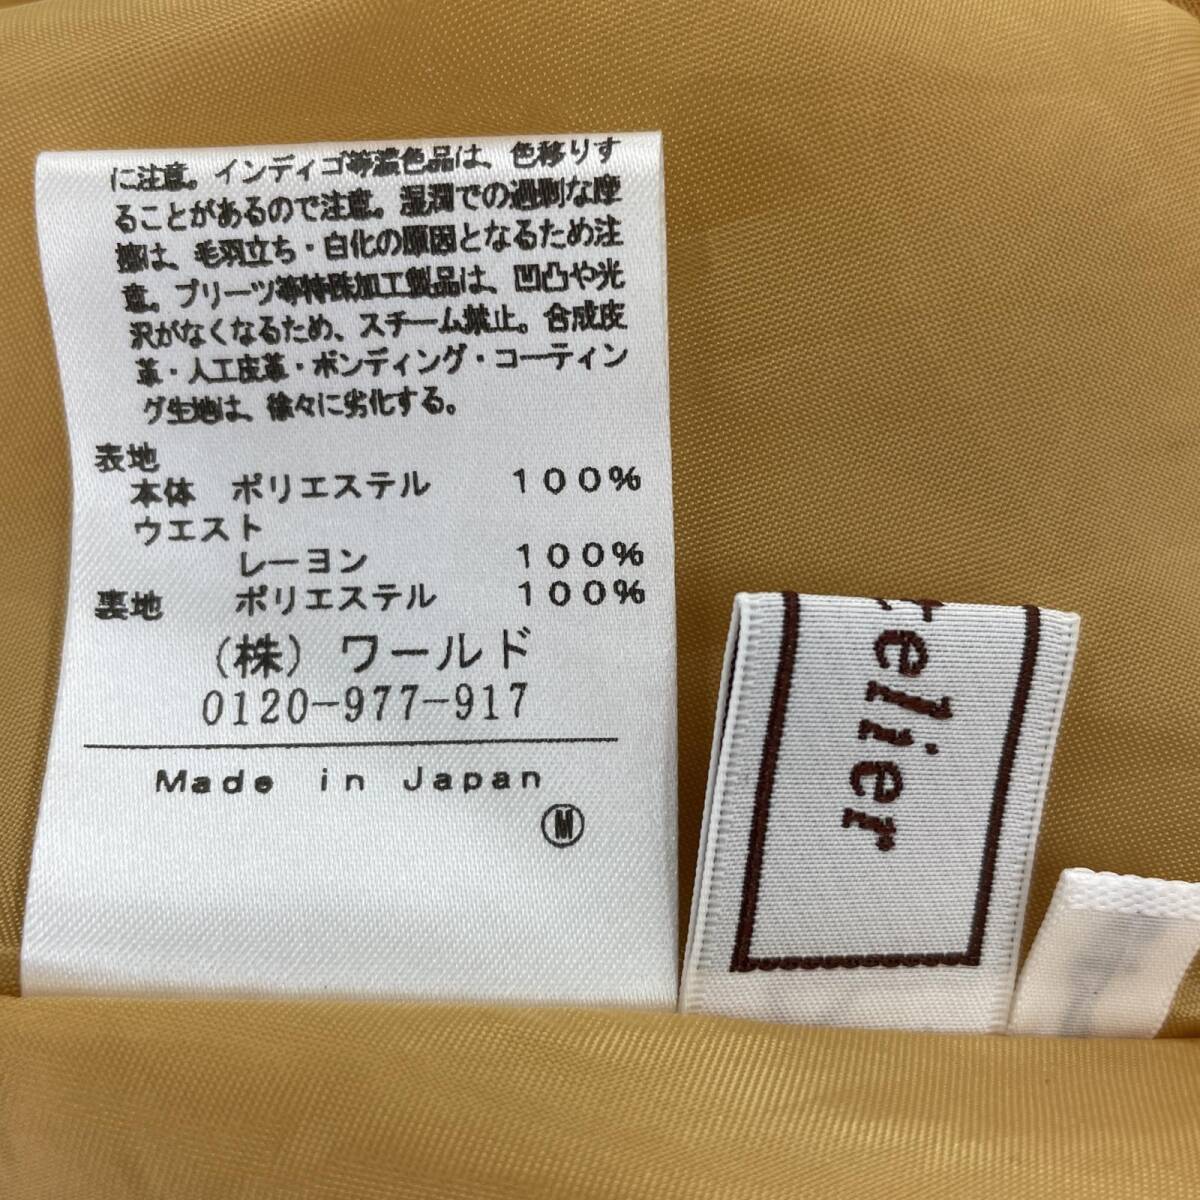 に注意。インディゴ等濃色品は、色移りす
ることがあるので注意。湿潤での過剰な摩
擦は、毛羽立ち・白化の原因となるため注
意。プリーツ等特殊加工製品は、凹凸や光
沢がなくなるため、スチーム禁止。合成皮
革・人工皮革・ボンディング・コーティン
グ生地は、徐々に劣化する。
表地
本体 ポリエステル 100%
ウエスト
レーヨン 100%
裏地 ポリエステル 100%
(株)ワールド
0120-977-917
Made in Japan
M
telier